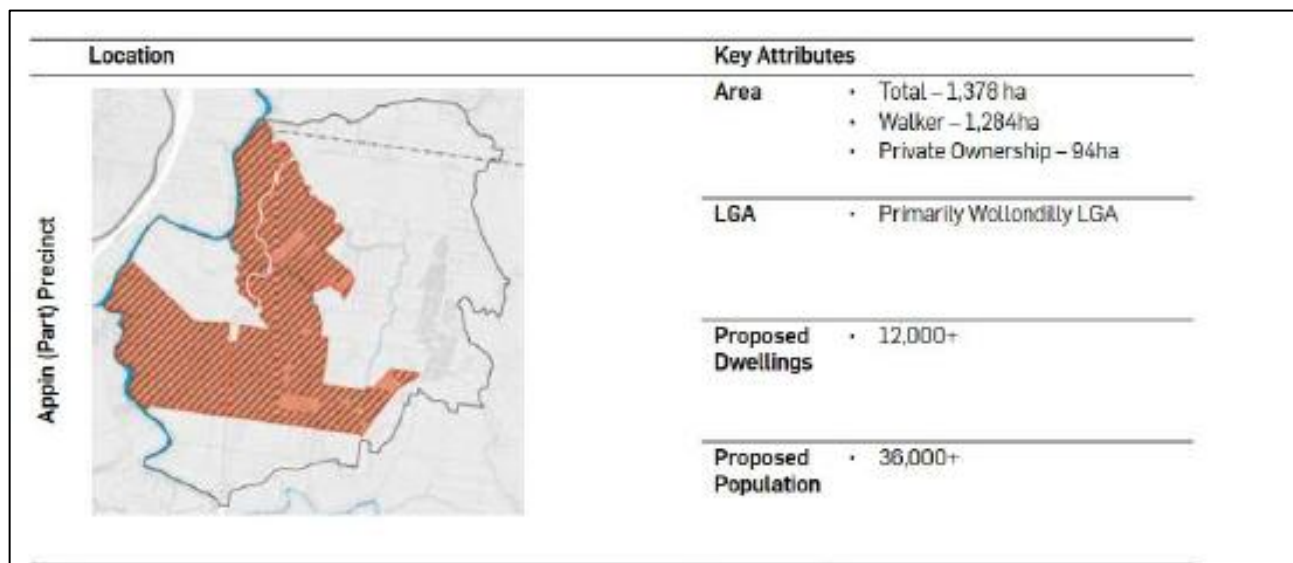 Location
Key Attributes
Appin (Part) Precinct
Area
• Total – 1,378 ha
• Walker – 1,284ha
• Private Ownership – 94ha
LGA
• Primarily Wollondilly LGA
Proposed
Dwellings
• 12,000+
Proposed
Population
• 36,000+